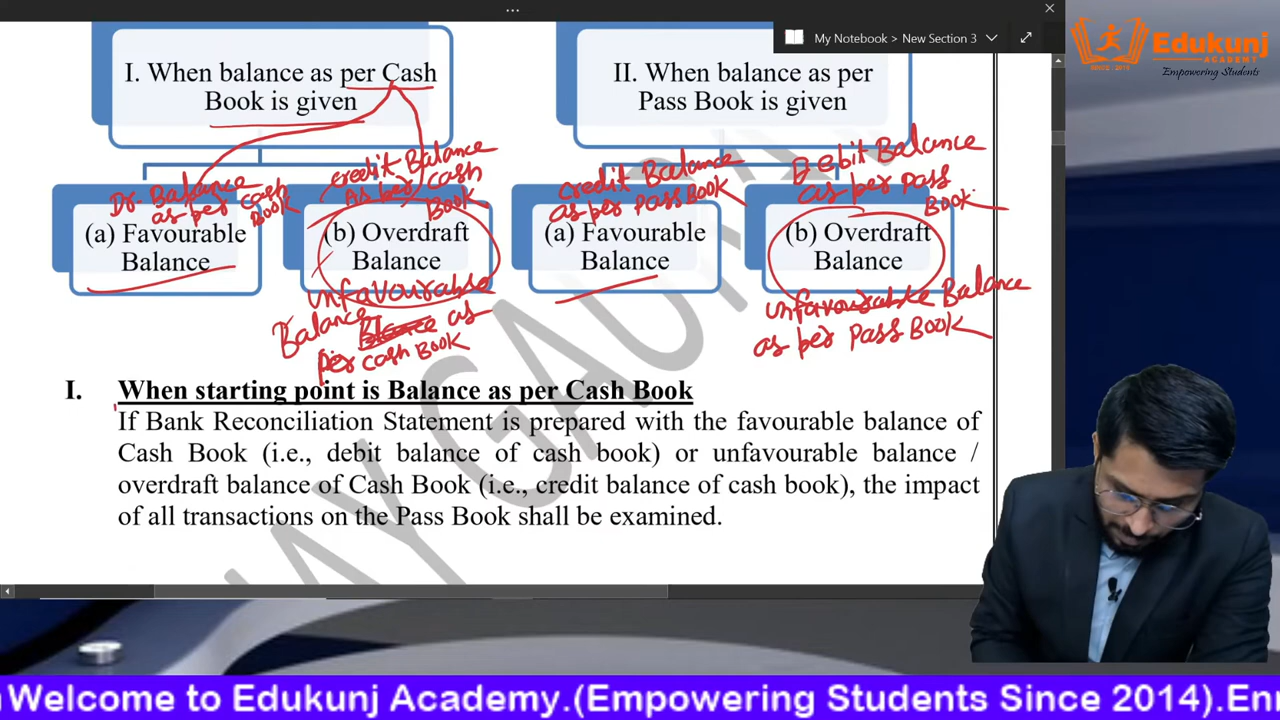 ...
My Notebook > New Section 3
Edukunj
ACADEMY
SINCE - 2014
Empowering Students
I. When balance as per Cash
Book is given
II. When balance as per
Pass Book is given
Dr. Balance
as per cash
Book
(a) Favourable
Balance
credit Balance
As per cash
Book
(b) Overdraft
Balance
unfavourable
Balance as
per cash Book
credit Balance
as per Pass Book
(a) Favourable
Balance
Debit Balance
as per Pass
Book
(b) Overdraft
Balance
unfavourable Balance
as per Pass Book
I. When starting point is Balance as per Cash Book
If Bank Reconciliation Statement is prepared with the favourable balance of
Cash Book (i.e., debit balance of cash book) or unfavourable balance /
overdraft balance of Cash Book (i.e., credit balance of cash book), the impact
of all transactions on the Pass Book shall be examined.
Welcome to Edukunj Academy.(Empowering Students Since 2014).En